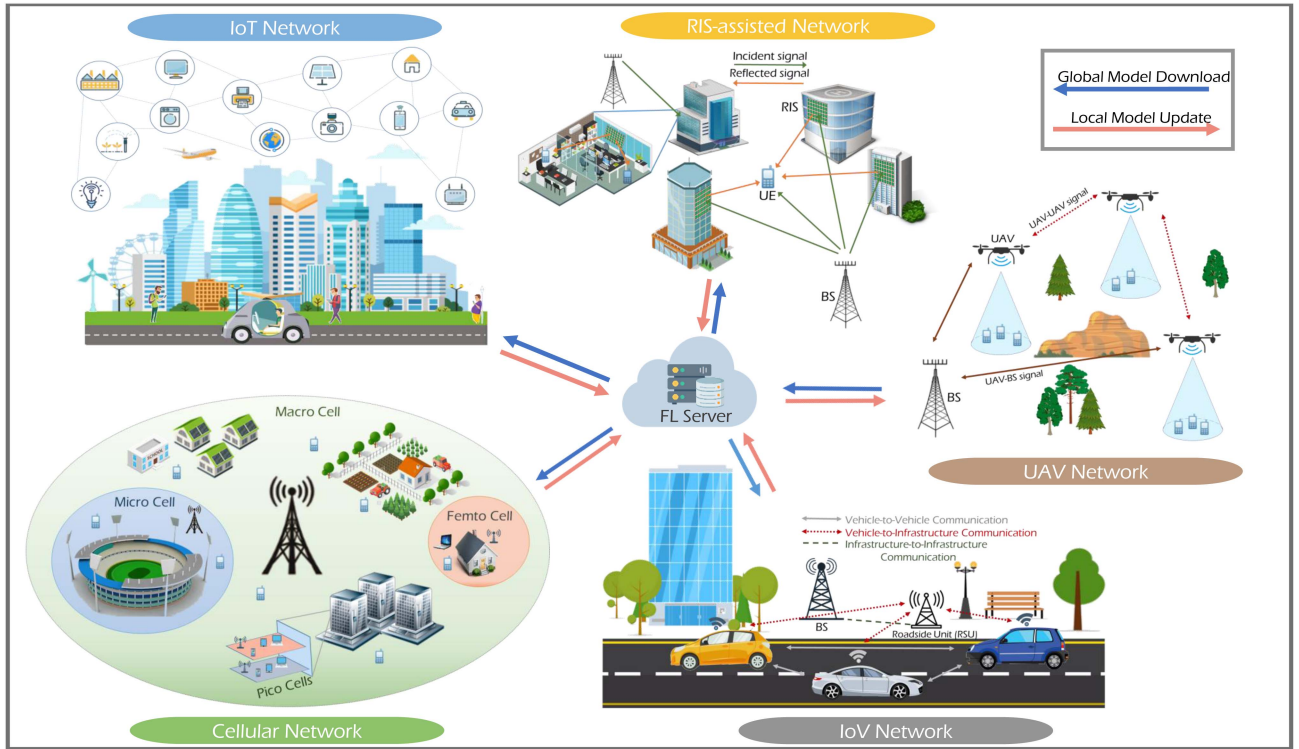 IoT Network
RIS-assisted Network
Incident signal
Reflected signal
RIS
UE
BS
Global Model Download
Local Model Update
UAV-UAV signal
UAV
UAV-BS signal
BS
UAV Network
FL Server
Macro Cell
Micro Cell
Femto Cell
Pico Cells
Cellular Network
Vehicle-to-Vehicle Communication
Vehicle-to-Infrastructure Communication
Infrastructure-to-Infrastructure
Communication
BS
Roadside Unit (RSU)
IoV Network